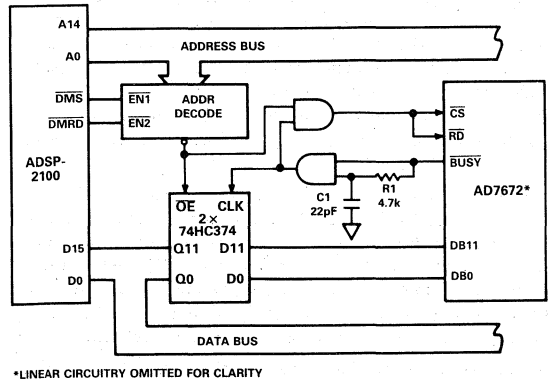 A14
ADDRESS BUS
A0
DMS
EN1
ADDR
DECODE
DMRD
EN2
CS
RD
ADSP-
2100
BUSY
AD7672*
C1
22pF
R1
4.7k
OE
CLK
2 ×
74HC374
D15
Q11
D11
DB11
D0
Q0
D0
DB0
DATA BUS
*LINEAR CIRCUITRY OMITTED FOR CLARITY